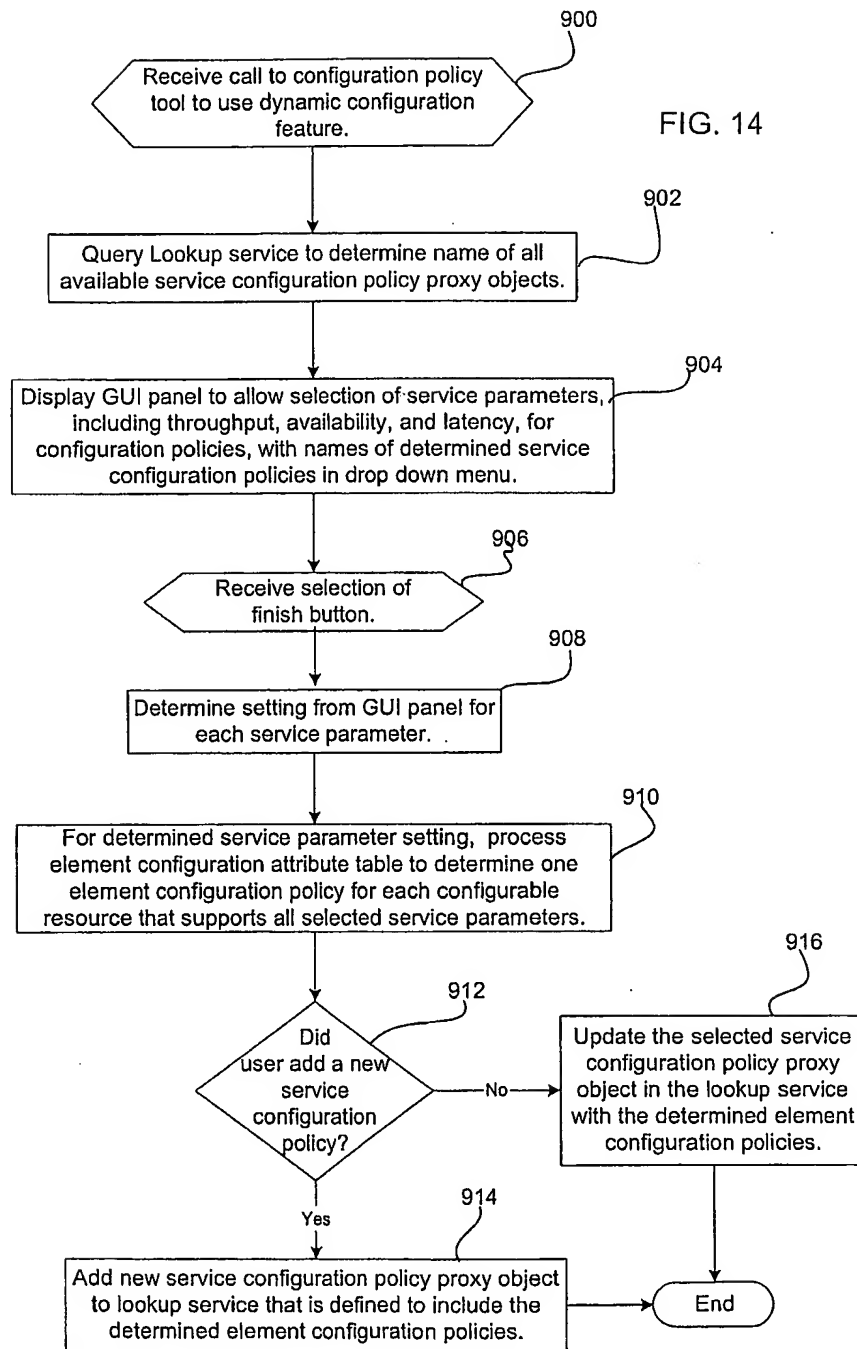 900
Receive call to configuration policy
tool to use dynamic configuration
feature.
FIG. 14
902
Query Lookup service to determine name of all
available service configuration policy proxy objects.
904
Display GUI panel to allow selection of service parameters,
including throughput, availability, and latency, for
configuration policies, with names of determined service
configuration policies in drop down menu.
906
Receive selection of
finish button.
908
Determine setting from GUI panel for
each service parameter.
910
For determined service parameter setting, process
element configuration attribute table to determine one
element configuration policy for each configurable
resource that supports all selected service parameters.
912
Did
user add a new
service
configuration
policy?
No
916
Update the selected service
configuration policy proxy
object in the lookup service
with the determined element
configuration policies.
Yes
914
Add new service configuration policy proxy object
to lookup service that is defined to include the
determined element configuration policies.
End